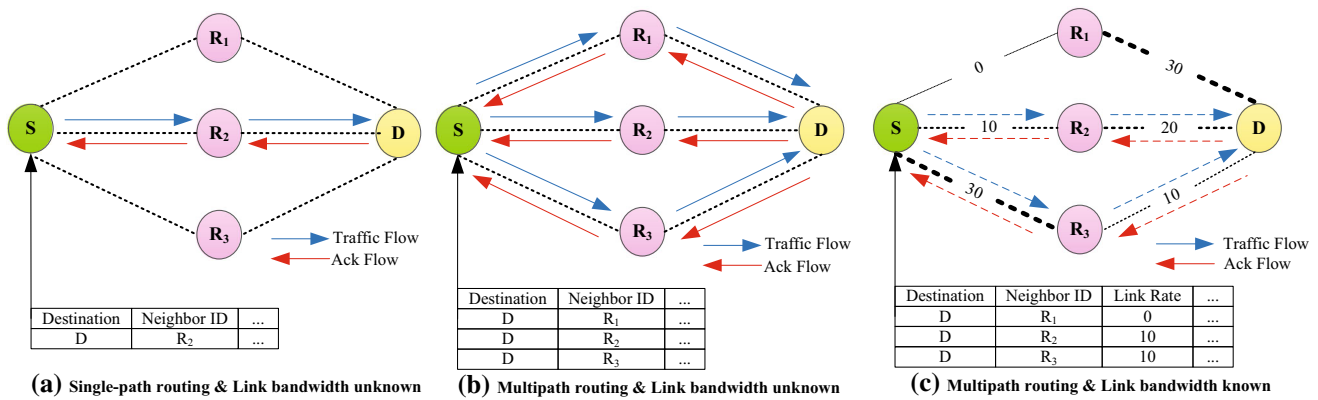 R1
S
R2
D
R3
Traffic Flow
Ack Flow
Destination Neighbor ID ...
D R2 ...
(a) Single-path routing & Link bandwidth unknown
R1
S
R2
D
R3
Traffic Flow
Ack Flow
Destination Neighbor ID ...
D R1 ...
D R2 ...
D R3 ...
(b) Multipath routing & Link bandwidth unknown
R1
0
30
S
10
R2
20
D
30
10
R3
Traffic Flow
Ack Flow
Destination Neighbor ID Link Rate ...
D R1 0 ...
D R2 10 ...
D R3 10 ...
(c) Multipath routing & Link bandwidth known